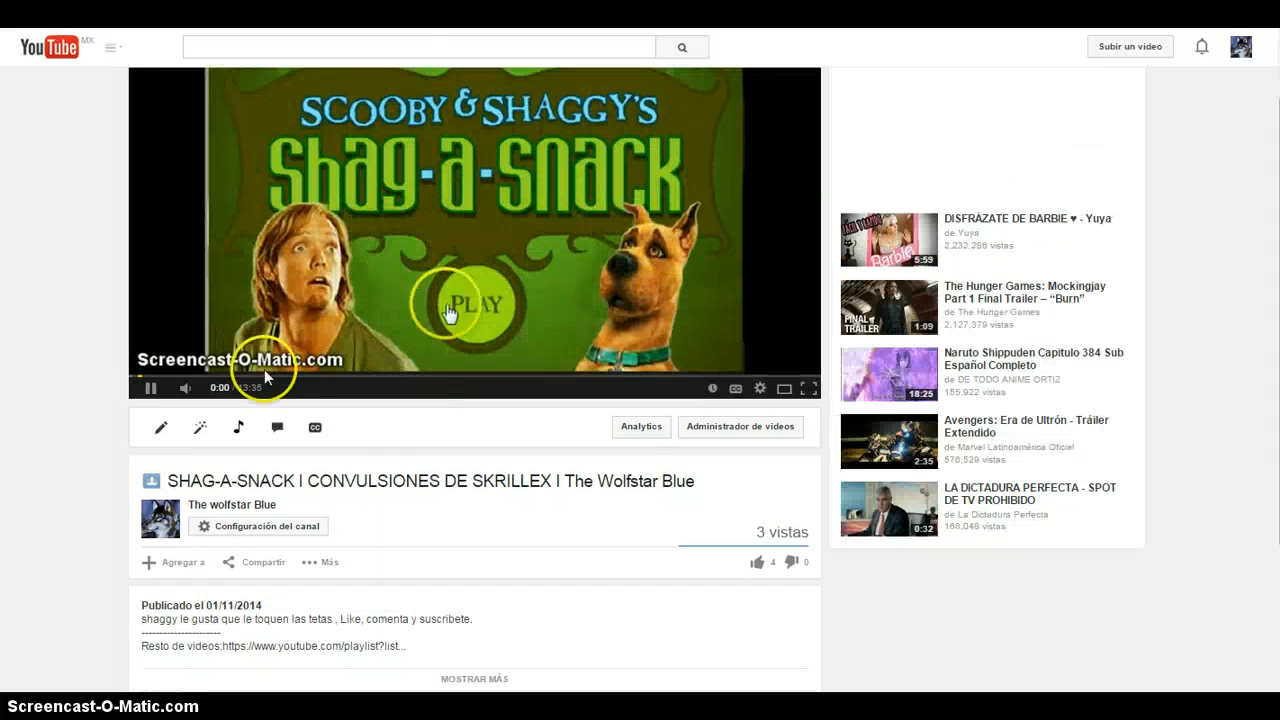 YouTube MX
Subir un video
SCOOBY & SHAGGY'S
Shag-a-snack
PLAY
Screencast-O-Matic.com
0:00 / 13:35
Analytics
Administrador de videos
SHAG-A-SNACK I CONVULSIONES DE SKRILLEX I The Wolfstar Blue
The wolfstar Blue
Configuración del canal
3 vistas
Agregar a
Compartir
Más
4
0
Publicado el 01/11/2014
shaggy le gusta que le toquen las tetas , Like, comenta y suscribete.
----------------------
Resto de videos:https://www.youtube.com/playlist?list...
MOSTRAR MÁS
DISFRÁZATE DE BARBIE ♥ - Yuya
de Yuya
2,232,286 vistas
Barbie
5:59
The Hunger Games: Mockingjay
Part 1 Final Trailer – “Burn”
de The Hunger Games
2,127,379 vistas
FINAL
TRAILER
1:09
Naruto Shippuden Capitulo 384 Sub
Español Completo
de DE TODO ANIME ORTIZ
155,922 vistas
18:25
Avengers: Era de Ultrón - Tráiler
Extendido
de Marvel Latinoamérica Oficial
576,529 vistas
2:35
LA DICTADURA PERFECTA - SPOT
DE TV PROHIBIDO
de La Dictadura Perfecta
168,048 vistas
0:32
Screencast-O-Matic.com